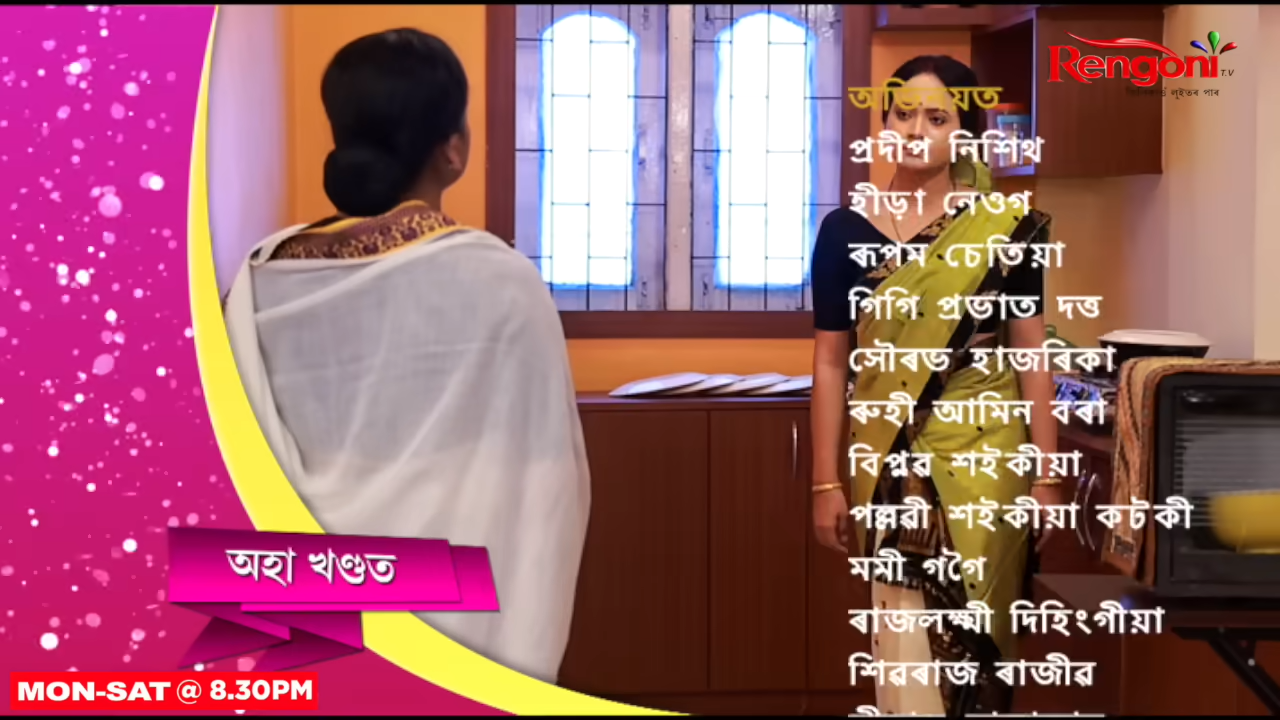 Rengoni T.V
লুইতৰ পাৰ
অভিনয়ত
প্ৰদীপ নিশিথ
হীড়া নেওগ
ৰূপম চেতিয়া
গিগি প্ৰভাত দত্ত
সৌৰভ হাজৰিকা
ৰুহী আমিন বৰা
বিপ্লৱ শইকীয়া
পল্লৱী শইকীয়া কটকী
মমী গগৈ
ৰাজলক্ষ্মী দিহিংগীয়া
শিৱৰাজ ৰাজীৱ
অহা খণ্ডত
MON-SAT @ 8.30PM